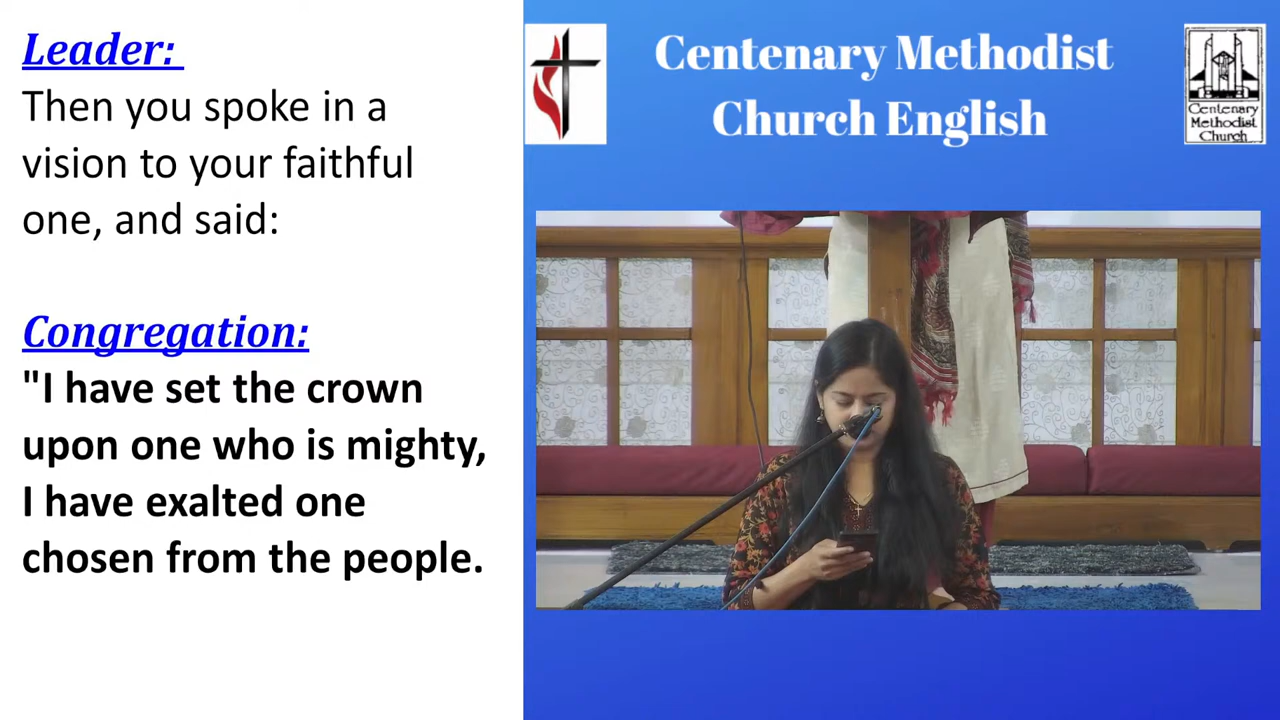 Leader:
Then you spoke in a
vision to your faithful
one, and said:
Congregation:
"I have set the crown
upon one who is mighty,
I have exalted one
chosen from the people.
Centenary Methodist
Church English
Centenary
Methodist
Church